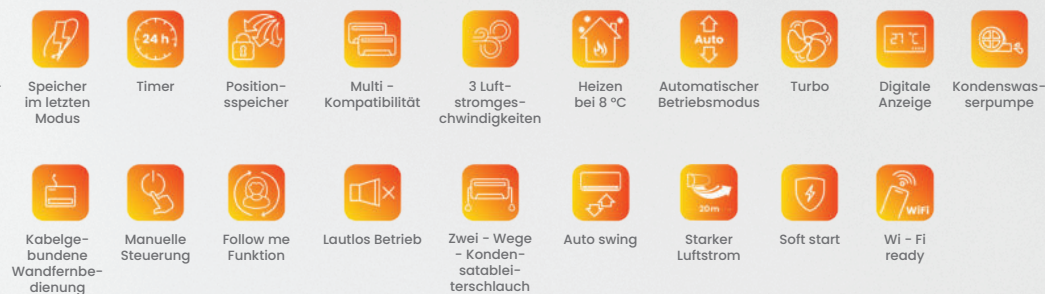 Speicher
im letzten
Modus
24 h
Timer
Position-
sspeicher
Multi -
Kompatibilität
3 Luft-
stromges-
chwindigkeiten
Heizen
bei 8 °C
Auto
Automatischer
Betriebsmodus
Turbo
27 °C
Digitale
Anzeige
Kondenswas-
serpumpe
Kabelge-
bundene
Wandfernbe-
dienung
Manuelle
Steuerung
Follow me
Funktion
Lautlos Betrieb
Zwei - Wege
- Konden-
satablei-
terschlauch
Auto swing
20m
Starker
Luftstrom
Soft start
WiFi
Wi - Fi
ready